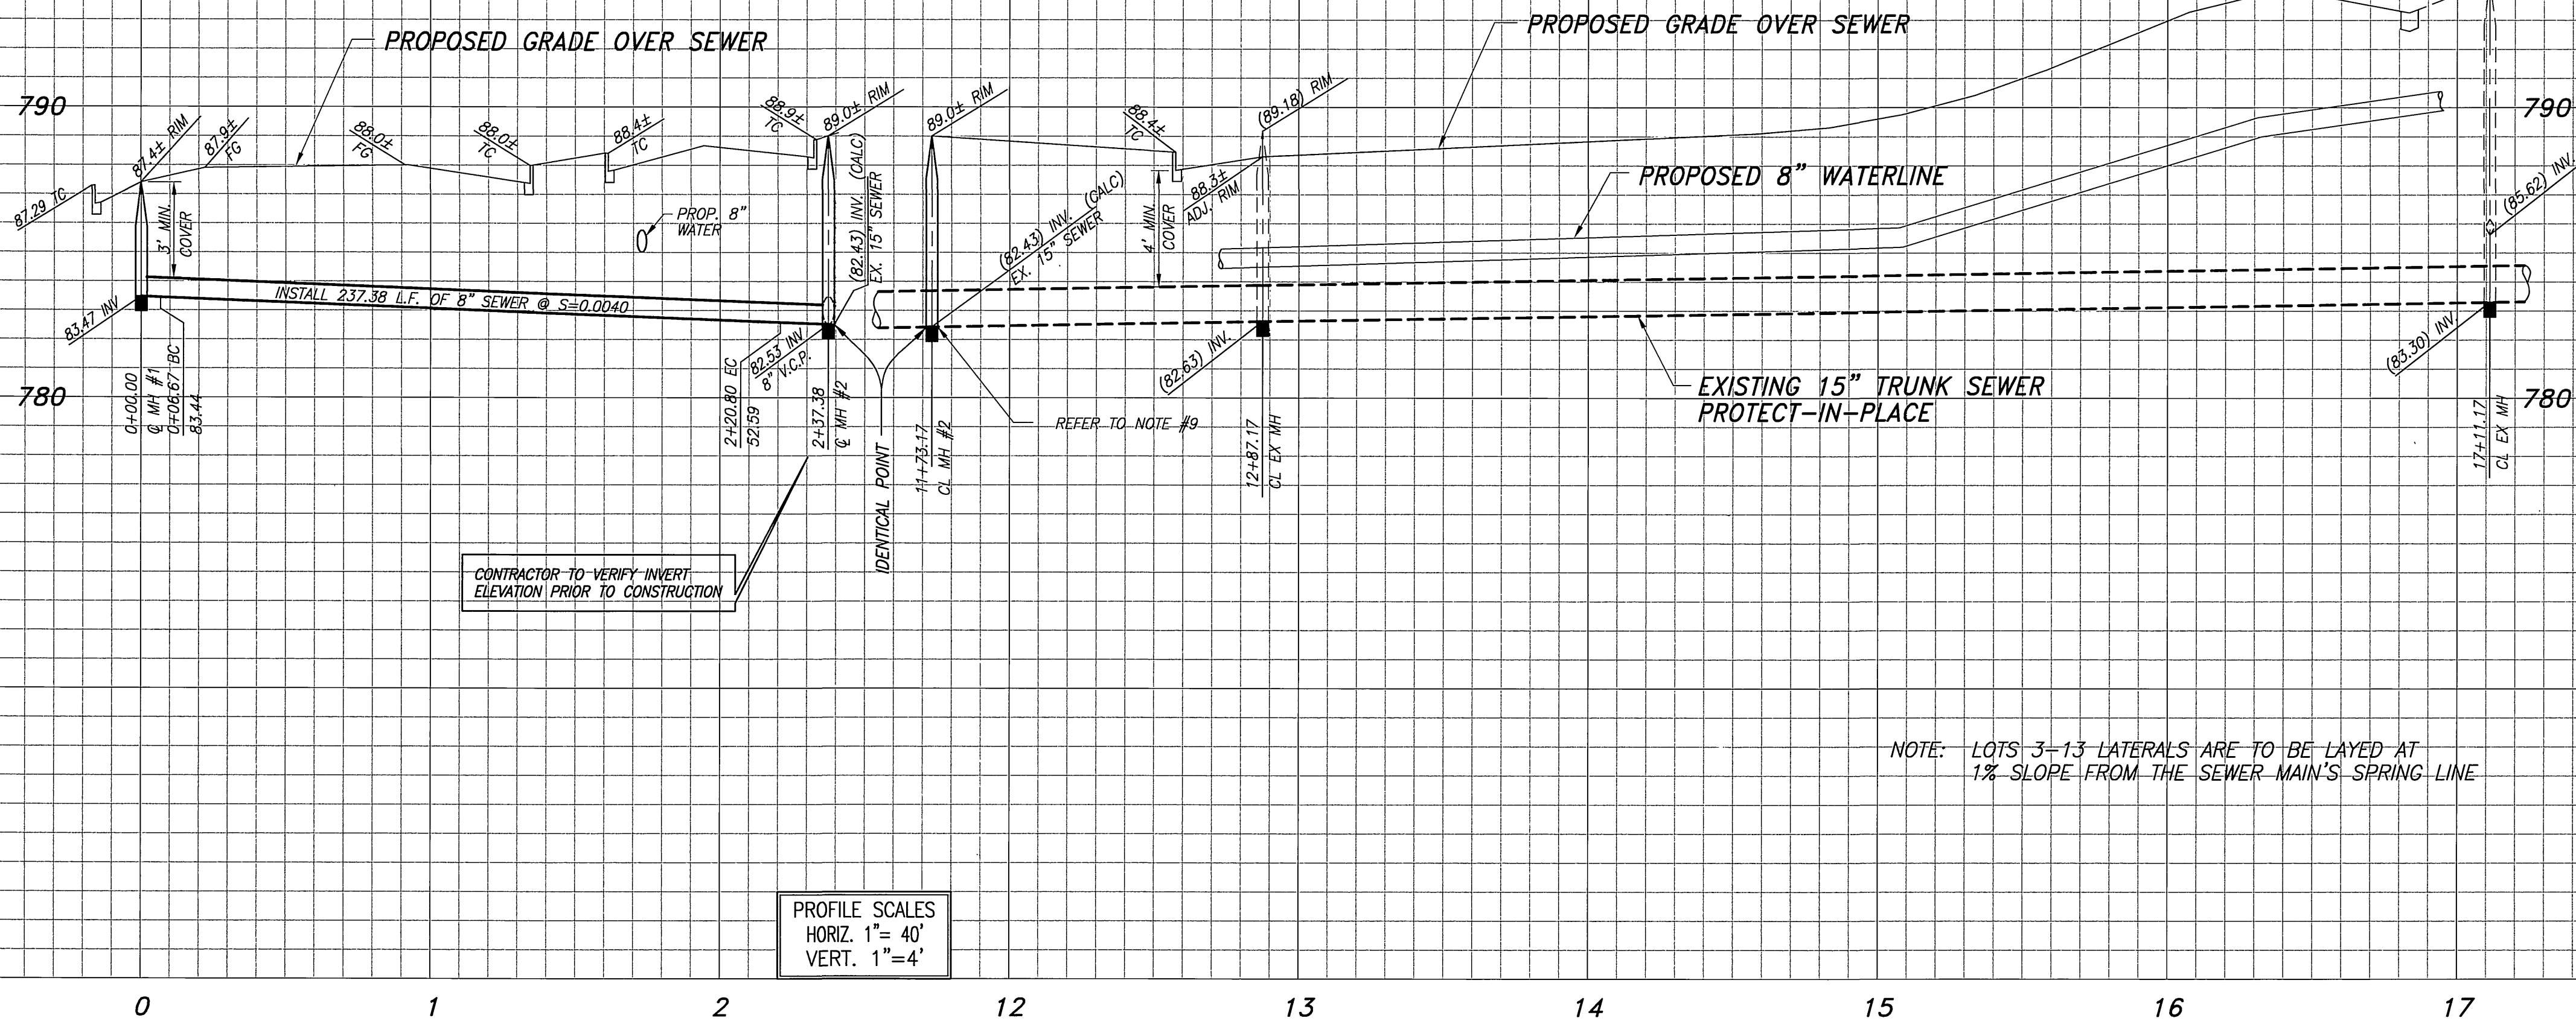 PROPOSED GRADE OVER SEWER
PROPOSED GRADE OVER SEWER
790
790
87.29 TC
87.4± RIM
87.9±
FG
88.0±
FG
88.0±
TC
88.4±
TC
88.9±
TC
89.0± RIM
89.0± RIM
88.4±
TC
(89.18) RIM
88.3±
ADJ. RIM
3' MIN.
COVER
PROP. 8"
WATER
(82.43) INV. (CALC)
EX. 15" SEWER
(82.43) INV. (CALC)
EX. 15" SEWER
4' MIN.
COVER
PROPOSED 8" WATERLINE
(85.62) INV.
INSTALL 237.38 L.F. OF 8" SEWER @ S=0.0040
83.47 INV
82.53 INV
8" V.C.P.
(82.63) INV.
(83.30) INV.
EXISTING 15" TRUNK SEWER
PROTECT-IN-PLACE
780
780
0+00.00
℄ MH #1
0+06.67 BC
83.44
2+20.80 EC
52.59
2+37.38
℄ MH #2
IDENTICAL POINT
11+73.17
CL MH #2
REFER TO NOTE #9
12+87.17
CL EX MH
17+11.17
CL EX MH
CONTRACTOR TO VERIFY INVERT
ELEVATION PRIOR TO CONSTRUCTION
NOTE: LOTS 3-13 LATERALS ARE TO BE LAYED AT
1% SLOPE FROM THE SEWER MAIN'S SPRING LINE
PROFILE SCALES
HORIZ. 1"= 40'
VERT. 1"=4'
0 1 2 12 13 14 15 16 17